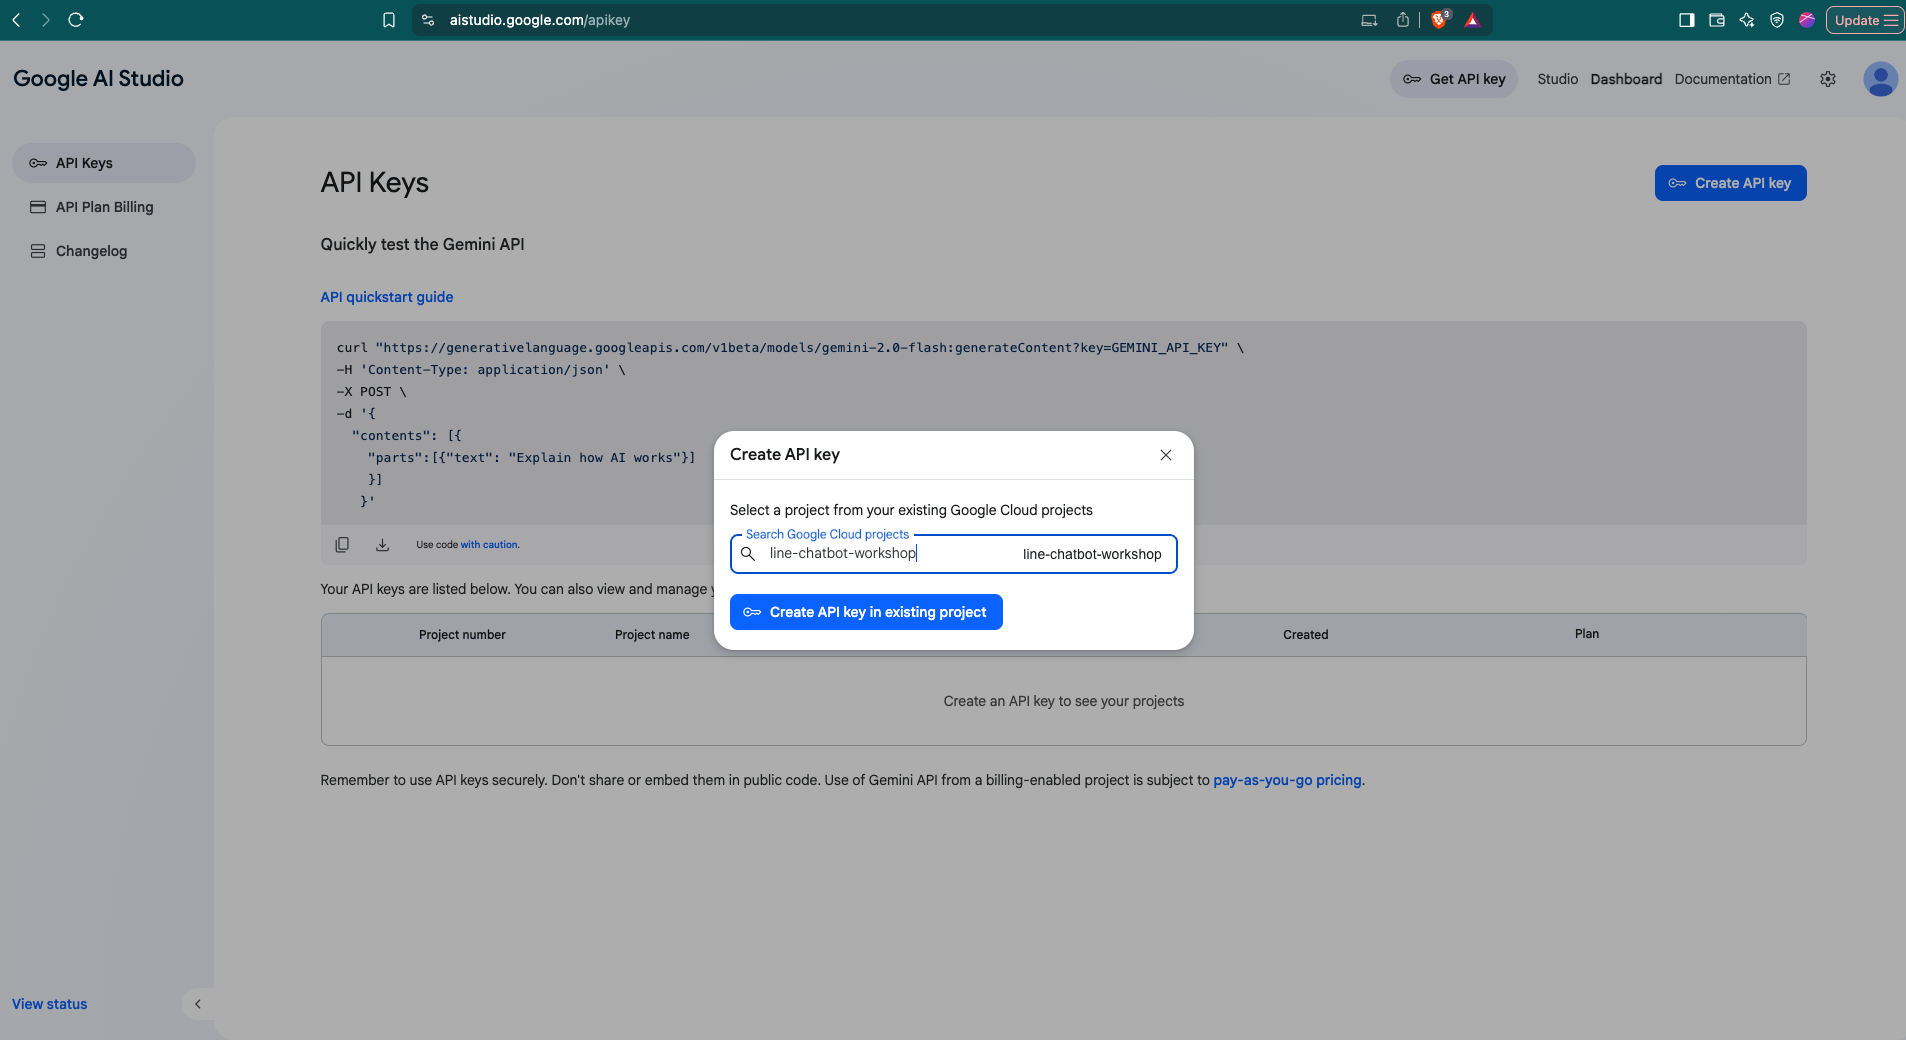 aistudio.google.com/apikey
3
Update
Google AI Studio
Get API key
Studio
Dashboard
Documentation
API Keys
API Plan Billing
Changelog
API Keys
Create API key
Quickly test the Gemini API
API quickstart guide
curl "https://generativelanguage.googleapis.com/v1beta/models/gemini-2.0-flash:generateContent?key=GEMINI_API_KEY" \
-H 'Content-Type: application/json' \
-X POST \
-d '{
"contents": [{
"parts":[{"text": "Explain how AI works"}]
}]
}'
Use code with caution.
Create API key
Select a project from your existing Google Cloud projects
Search Google Cloud projects
line-chatbot-workshop
line-chatbot-workshop
Create API key in existing project
Your API keys are listed below. You can also view and manage
Project number
Project name
Created
Plan
Create an API key to see your projects
Remember to use API keys securely. Don't share or embed them in public code. Use of Gemini API from a billing-enabled project is subject to pay-as-you-go pricing.
View status